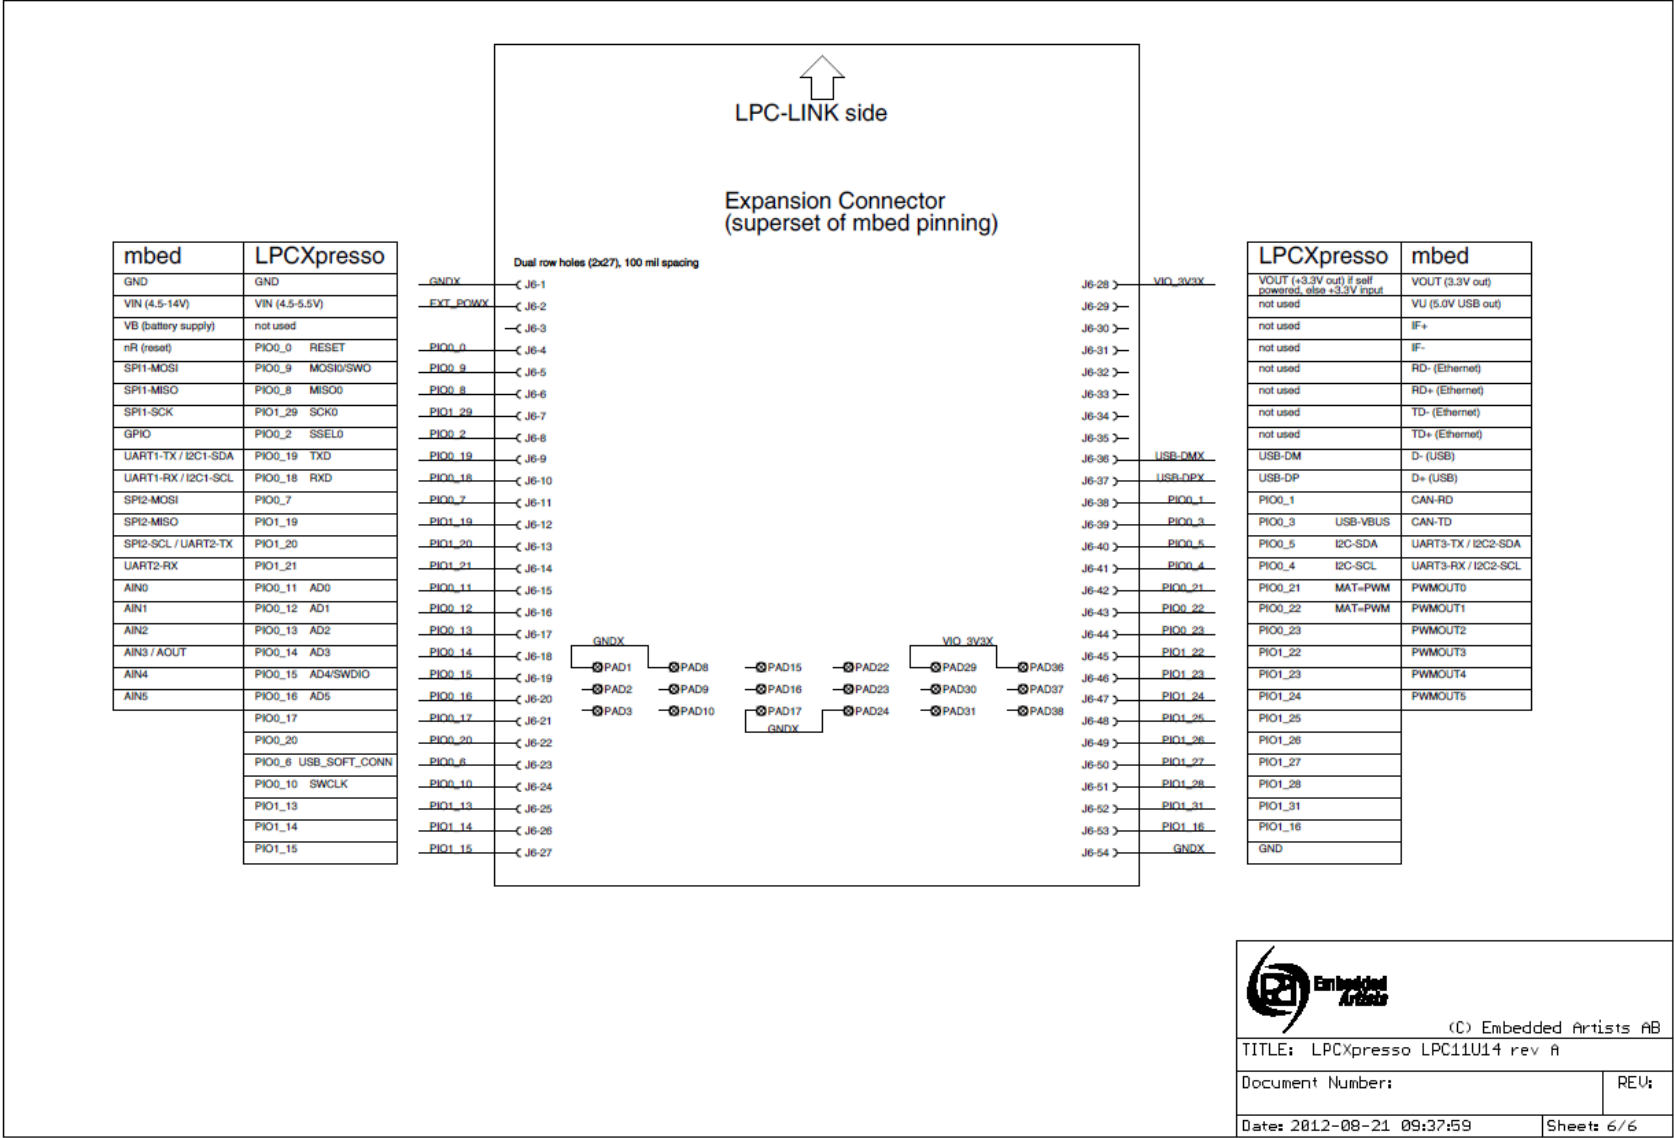 LPC-LINK side
Expansion Connector
(superset of mbed pinning)
Dual row holes (2x27), 100 mil spacing
mbed LPCXpresso
GND GND GNDX J6-1
VIN (4.5-14V) VIN (4.5-5.5V) EXT_POWX J6-2
VB (battery supply) not used J6-3
nR (reset) PIO0_0 RESET PIO0_0 J6-4
SPI1-MOSI PIO0_9 MOSI0/SWO PIO0_9 J6-5
SPI1-MISO PIO0_8 MISO0 PIO0_8 J6-6
SPI1-SCK PIO1_29 SCK0 PIO1_29 J6-7
GPIO PIO0_2 SSEL0 PIO0_2 J6-8
UART1-TX / I2C1-SDA PIO0_19 TXD PIO0_19 J6-9
UART1-RX / I2C1-SCL PIO0_18 RXD PIO0_18 J6-10
SPI2-MOSI PIO0_7 PIO0_7 J6-11
SPI2-MISO PIO1_19 PIO1_19 J6-12
SPI2-SCL / UART2-TX PIO1_20 PIO1_20 J6-13
UART2-RX PIO1_21 PIO1_21 J6-14
AIN0 PIO0_11 AD0 PIO0_11 J6-15
AIN1 PIO0_12 AD1 PIO0_12 J6-16
AIN2 PIO0_13 AD2 PIO0_13 J6-17
AIN3 / AOUT PIO0_14 AD3 PIO0_14 J6-18
AIN4 PIO0_15 AD4/SWDIO PIO0_15 J6-19
AIN5 PIO0_16 AD5 PIO0_16 J6-20
PIO0_17 PIO0_17 J6-21
PIO0_20 PIO0_20 J6-22
PIO0_6 USB_SOFT_CONN PIO0_6 J6-23
PIO0_10 SWCLK PIO0_10 J6-24
PIO1_13 PIO1_13 J6-25
PIO1_14 PIO1_14 J6-26
PIO1_15 PIO1_15 J6-27
GNDX VIO_3V3X
PAD1 PAD8 PAD15 PAD22 PAD29 PAD36
PAD2 PAD9 PAD16 PAD23 PAD30 PAD37
PAD3 PAD10 PAD17 PAD24 PAD31 PAD38
GNDX
LPCXpresso mbed
J6-28 VIO_3V3X VOUT (+3.3V out) if self powered, else +3.3V input VOUT (3.3V out)
J6-29 not used VU (5.0V USB out)
J6-30 not used IF+
J6-31 not used IF-
J6-32 not used RD- (Ethernet)
J6-33 not used RD+ (Ethernet)
J6-34 not used TD- (Ethernet)
J6-35 not used TD+ (Ethernet)
J6-36 USB-DMX USB-DM D- (USB)
J6-37 USB-DPX USB-DP D+ (USB)
J6-38 PIO0_1 PIO0_1 CAN-RD
J6-39 PIO0_3 PIO0_3 USB-VBUS CAN-TD
J6-40 PIO0_5 PIO0_5 I2C-SDA UART3-TX / I2C2-SDA
J6-41 PIO0_4 PIO0_4 I2C-SCL UART3-RX / I2C2-SCL
J6-42 PIO0_21 PIO0_21 MAT=PWM PWMOUT0
J6-43 PIO0_22 PIO0_22 MAT=PWM PWMOUT1
J6-44 PIO0_23 PIO0_23 PWMOUT2
J6-45 PIO1_22 PIO1_22 PWMOUT3
J6-46 PIO1_23 PIO1_23 PWMOUT4
J6-47 PIO1_24 PIO1_24 PWMOUT5
J6-48 PIO1_25 PIO1_25
J6-49 PIO1_26 PIO1_26
J6-50 PIO1_27 PIO1_27
J6-51 PIO1_28 PIO1_28
J6-52 PIO1_31 PIO1_31
J6-53 PIO1_16 PIO1_16
J6-54 GNDX GND
Embedded
Artists
(C) Embedded Artists AB
TITLE: LPCXpresso LPC11U14 rev A
Document Number: REV:
Date: 2012-08-21 09:37:59 Sheet: 6/6